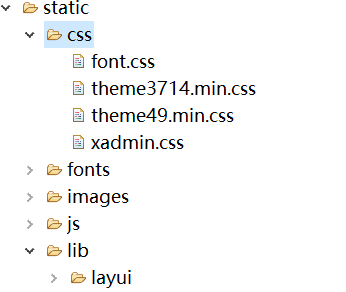 static
css
font.css
theme3714.min.css
theme49.min.css
xadmin.css
fonts
images
js
lib
layui